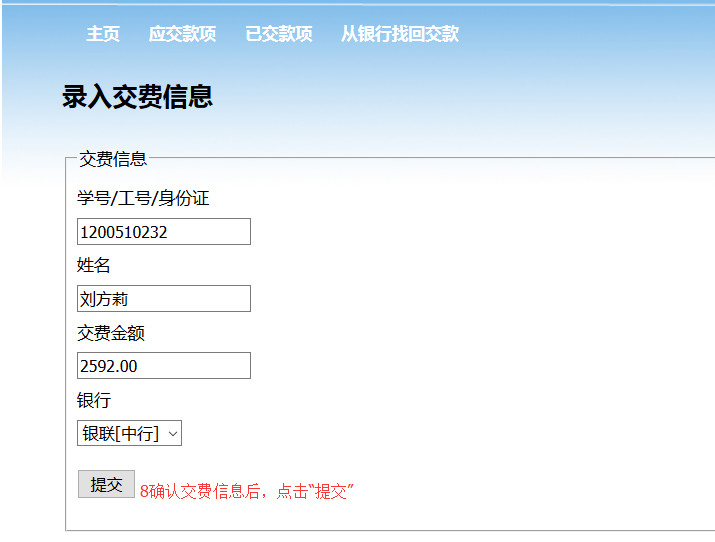 主页 应交款项 已交款项 从银行找回交款
录入交费信息
交费信息
学号/工号/身份证
1200510232
姓名
刘方莉
交费金额
2592.00
银行
银联[中行]
提交 8确认交费信息后，点击“提交”